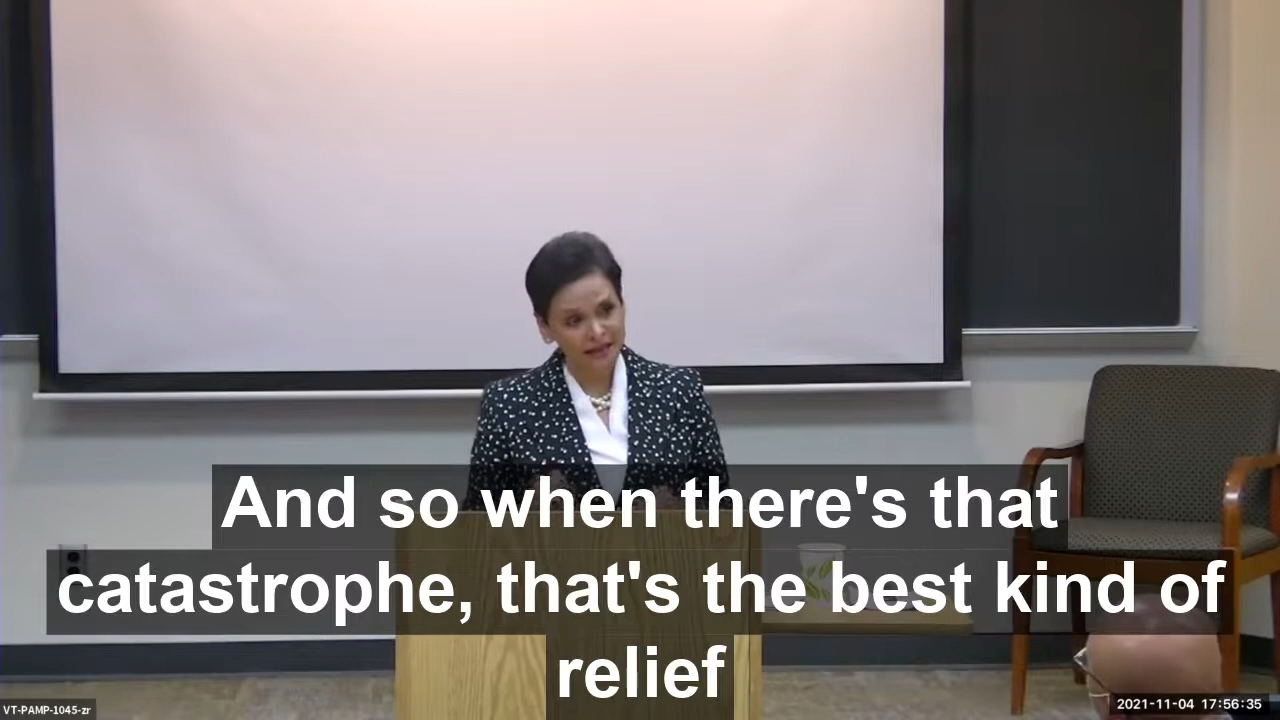 And so when there's that
catastrophe, that's the best kind of
relief
VT-PAMP-1045-zr
2021-11-04 17:56:35